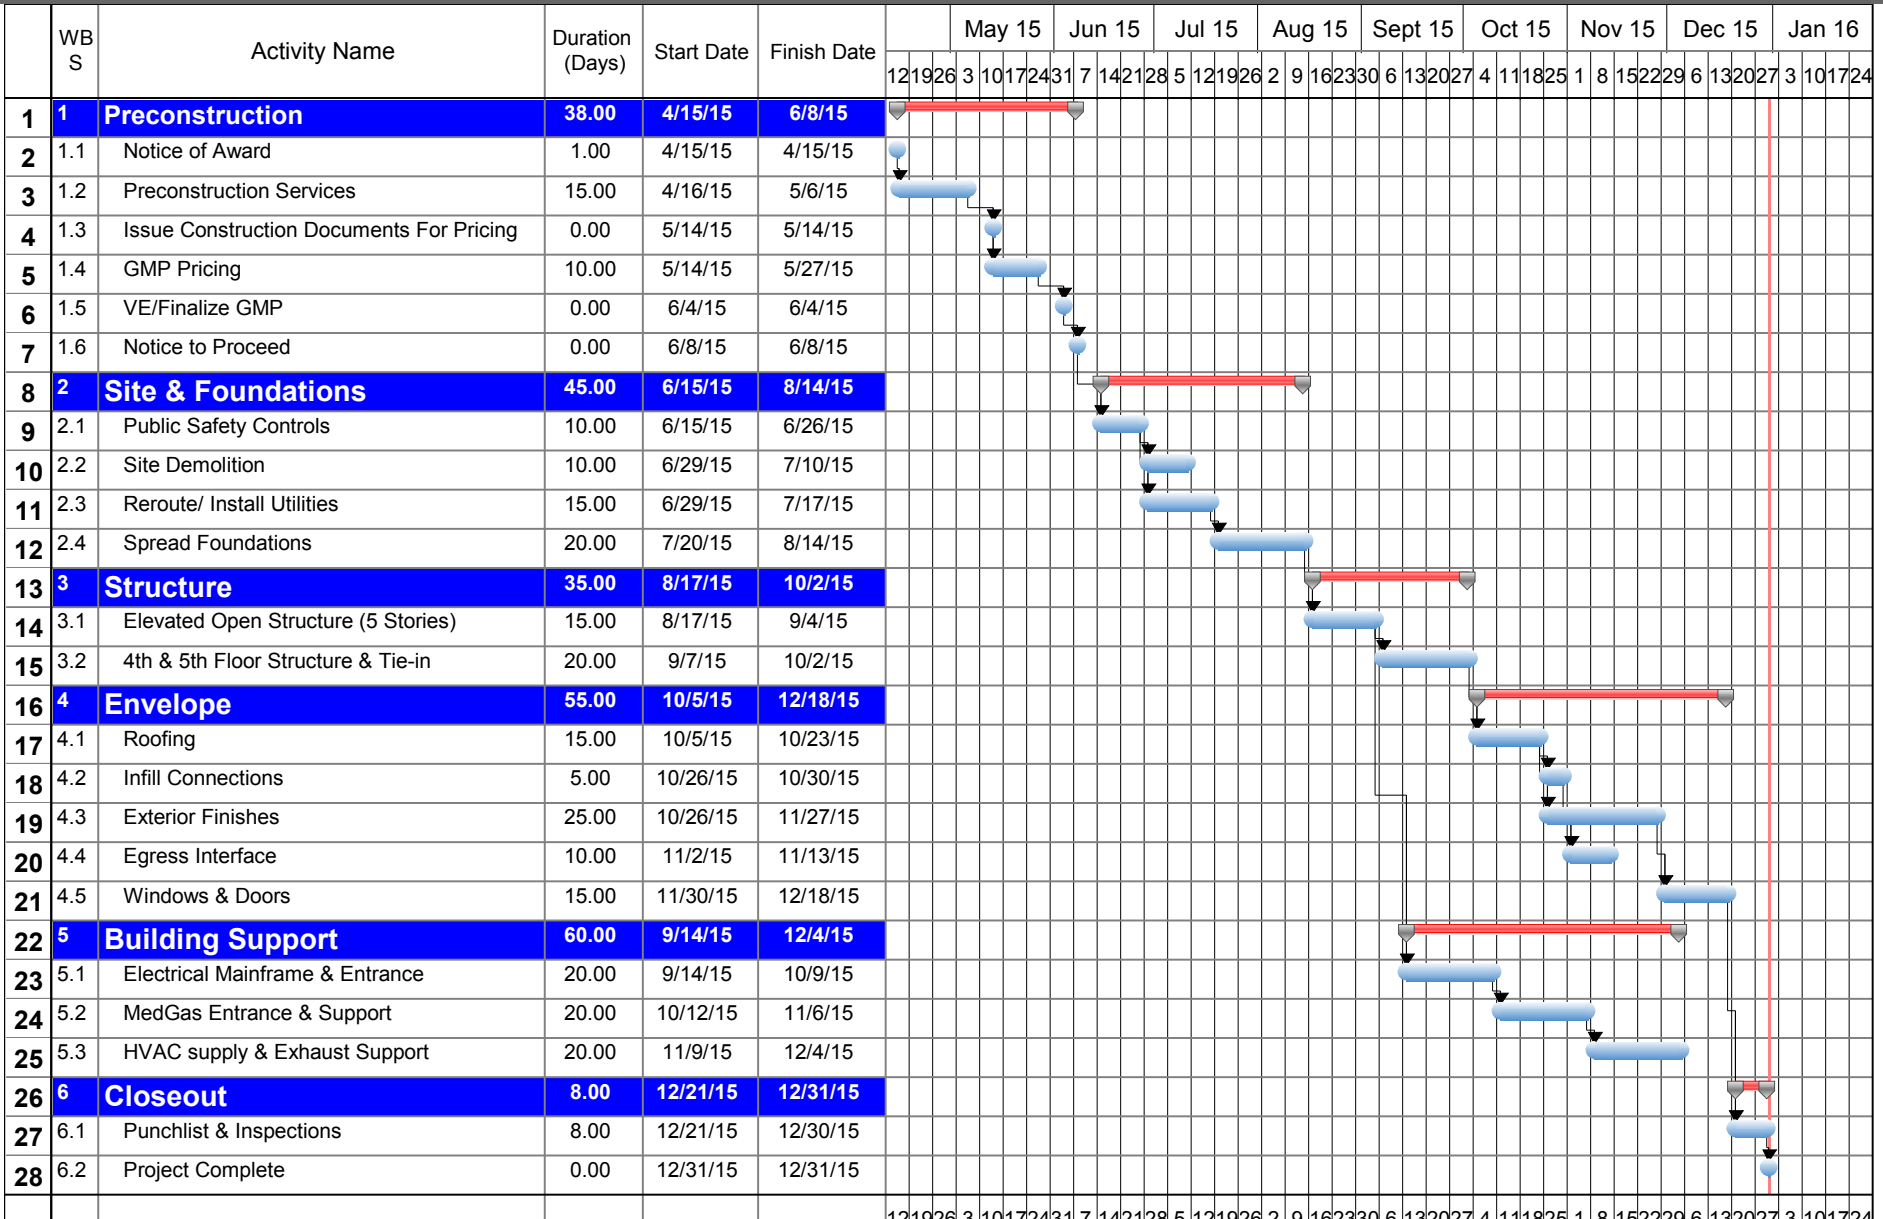 May 15 Jun 15 Jul 15 Aug 15 Sept 15 Oct 15 Nov 15 Dec 15 Jan 16
WB S Activity Name Duration (Days) Start Date Finish Date
12 19 26 3 10 17 24 31 7 14 21 28 5 12 19 26 2 9 16 23 30 6 13 20 27 4 11 18 25 1 8 15 22 29 6 13 20 27 3 10 17 24
1 1 Preconstruction 38.00 4/15/15 6/8/15
2 1.1 Notice of Award 1.00 4/15/15 4/15/15
3 1.2 Preconstruction Services 15.00 4/16/15 5/6/15
4 1.3 Issue Construction Documents For Pricing 0.00 5/14/15 5/14/15
5 1.4 GMP Pricing 10.00 5/14/15 5/27/15
6 1.5 VE/Finalize GMP 0.00 6/4/15 6/4/15
7 1.6 Notice to Proceed 0.00 6/8/15 6/8/15
8 2 Site & Foundations 45.00 6/15/15 8/14/15
9 2.1 Public Safety Controls 10.00 6/15/15 6/26/15
10 2.2 Site Demolition 10.00 6/29/15 7/10/15
11 2.3 Reroute/ Install Utilities 15.00 6/29/15 7/17/15
12 2.4 Spread Foundations 20.00 7/20/15 8/14/15
13 3 Structure 35.00 8/17/15 10/2/15
14 3.1 Elevated Open Structure (5 Stories) 15.00 8/17/15 9/4/15
15 3.2 4th & 5th Floor Structure & Tie-in 20.00 9/7/15 10/2/15
16 4 Envelope 55.00 10/5/15 12/18/15
17 4.1 Roofing 15.00 10/5/15 10/23/15
18 4.2 Infill Connections 5.00 10/26/15 10/30/15
19 4.3 Exterior Finishes 25.00 10/26/15 11/27/15
20 4.4 Egress Interface 10.00 11/2/15 11/13/15
21 4.5 Windows & Doors 15.00 11/30/15 12/18/15
22 5 Building Support 60.00 9/14/15 12/4/15
23 5.1 Electrical Mainframe & Entrance 20.00 9/14/15 10/9/15
24 5.2 MedGas Entrance & Support 20.00 10/12/15 11/6/15
25 5.3 HVAC supply & Exhaust Support 20.00 11/9/15 12/4/15
26 6 Closeout 8.00 12/21/15 12/31/15
27 6.1 Punchlist & Inspections 8.00 12/21/15 12/30/15
28 6.2 Project Complete 0.00 12/31/15 12/31/15
12 19 26 3 10 17 24 31 7 14 21 28 5 12 19 26 2 9 16 23 30 6 13 20 27 4 11 18 25 1 8 15 22 29 6 13 20 27 3 10 17 24